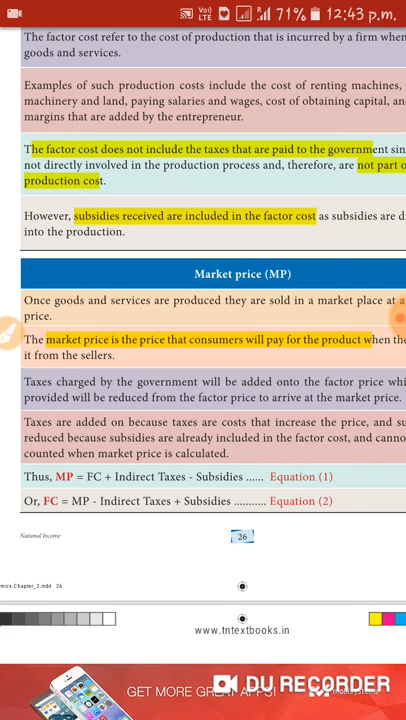 Vo)) LTE R 71% 12:43 p.m.
The factor cost refer to the cost of production that is incurred by a firm when
goods and services.
Examples of such production costs include the cost of renting machines,
machinery and land, paying salaries and wages, cost of obtaining capital, and
margins that are added by the entrepreneur.
The factor cost does not include the taxes that are paid to the government sin
not directly involved in the production process and, therefore, are not part o
production cost.
However, subsidies received are included in the factor cost as subsidies are d
into the production.
Market price (MP)
Once goods and services are produced they are sold in a market place at a
price.
The market price is the price that consumers will pay for the product when the
it from the sellers.
Taxes charged by the government will be added onto the factor price whi
provided will be reduced from the factor price to arrive at the market price.
Taxes are added on because taxes are costs that increase the price, and su
reduced because subsidies are already included in the factor cost, and canno
counted when market price is calculated.
Thus, MP = FC + Indirect Taxes - Subsidies ...... Equation (1)
Or, FC = MP - Indirect Taxes + Subsidies ........... Equation (2)
National Income
26
mics-Chapter_2.indd 26
www.tntextbooks.in
GET MORE GREAT APPS!
DU RECORDER